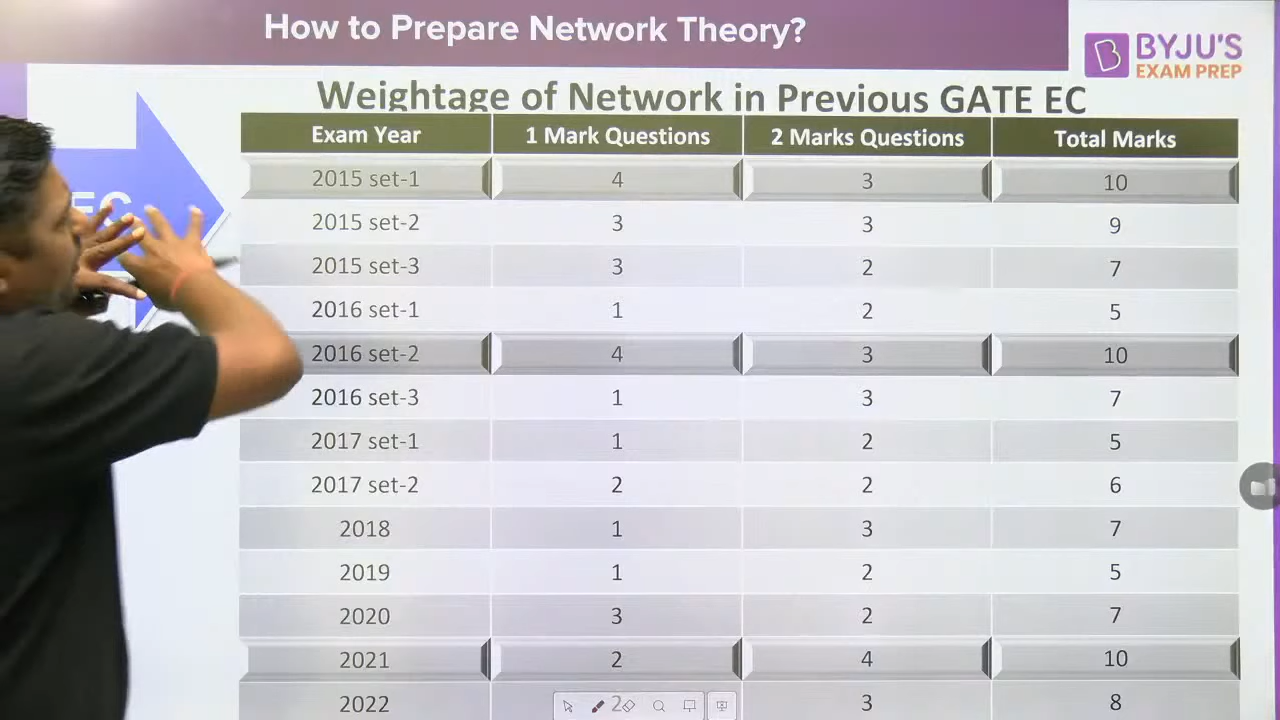 How to Prepare Network Theory?
BYJU'S
EXAM PREP
Weightage of Network in Previous GATE EC
Exam Year 1 Mark Questions 2 Marks Questions Total Marks
2015 set-1 4 3 10
EC
2015 set-2 3 3 9
2015 set-3 3 2 7
2016 set-1 1 2 5
2016 set-2 4 3 10
2016 set-3 1 3 7
2017 set-1 1 2 5
2017 set-2 2 2 6
2018 1 3 7
2019 1 2 5
2020 3 2 7
2021 2 4 10
2022 2 3 8